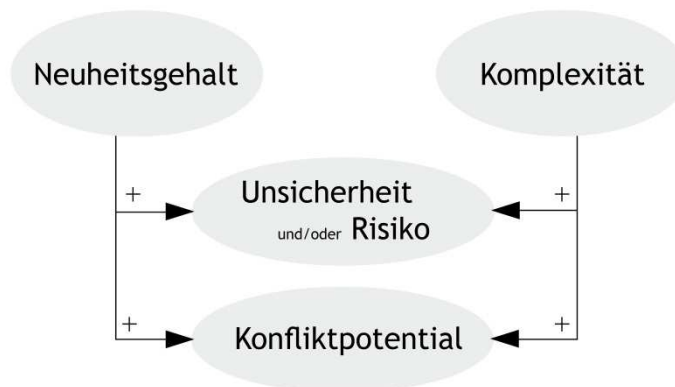 Neuheitsgehalt
Komplexität
+
+
Unsicherheit
und/oder Risiko
+
+
Konfliktpotential